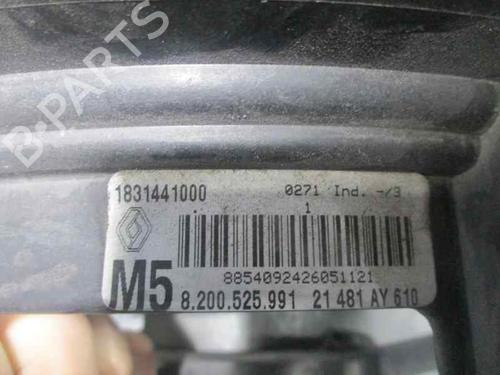 B-PARTS
1831441000 0271 Ind. -/3
1
8854092426051121
M5 8.200.525.991 21 481 AY 610